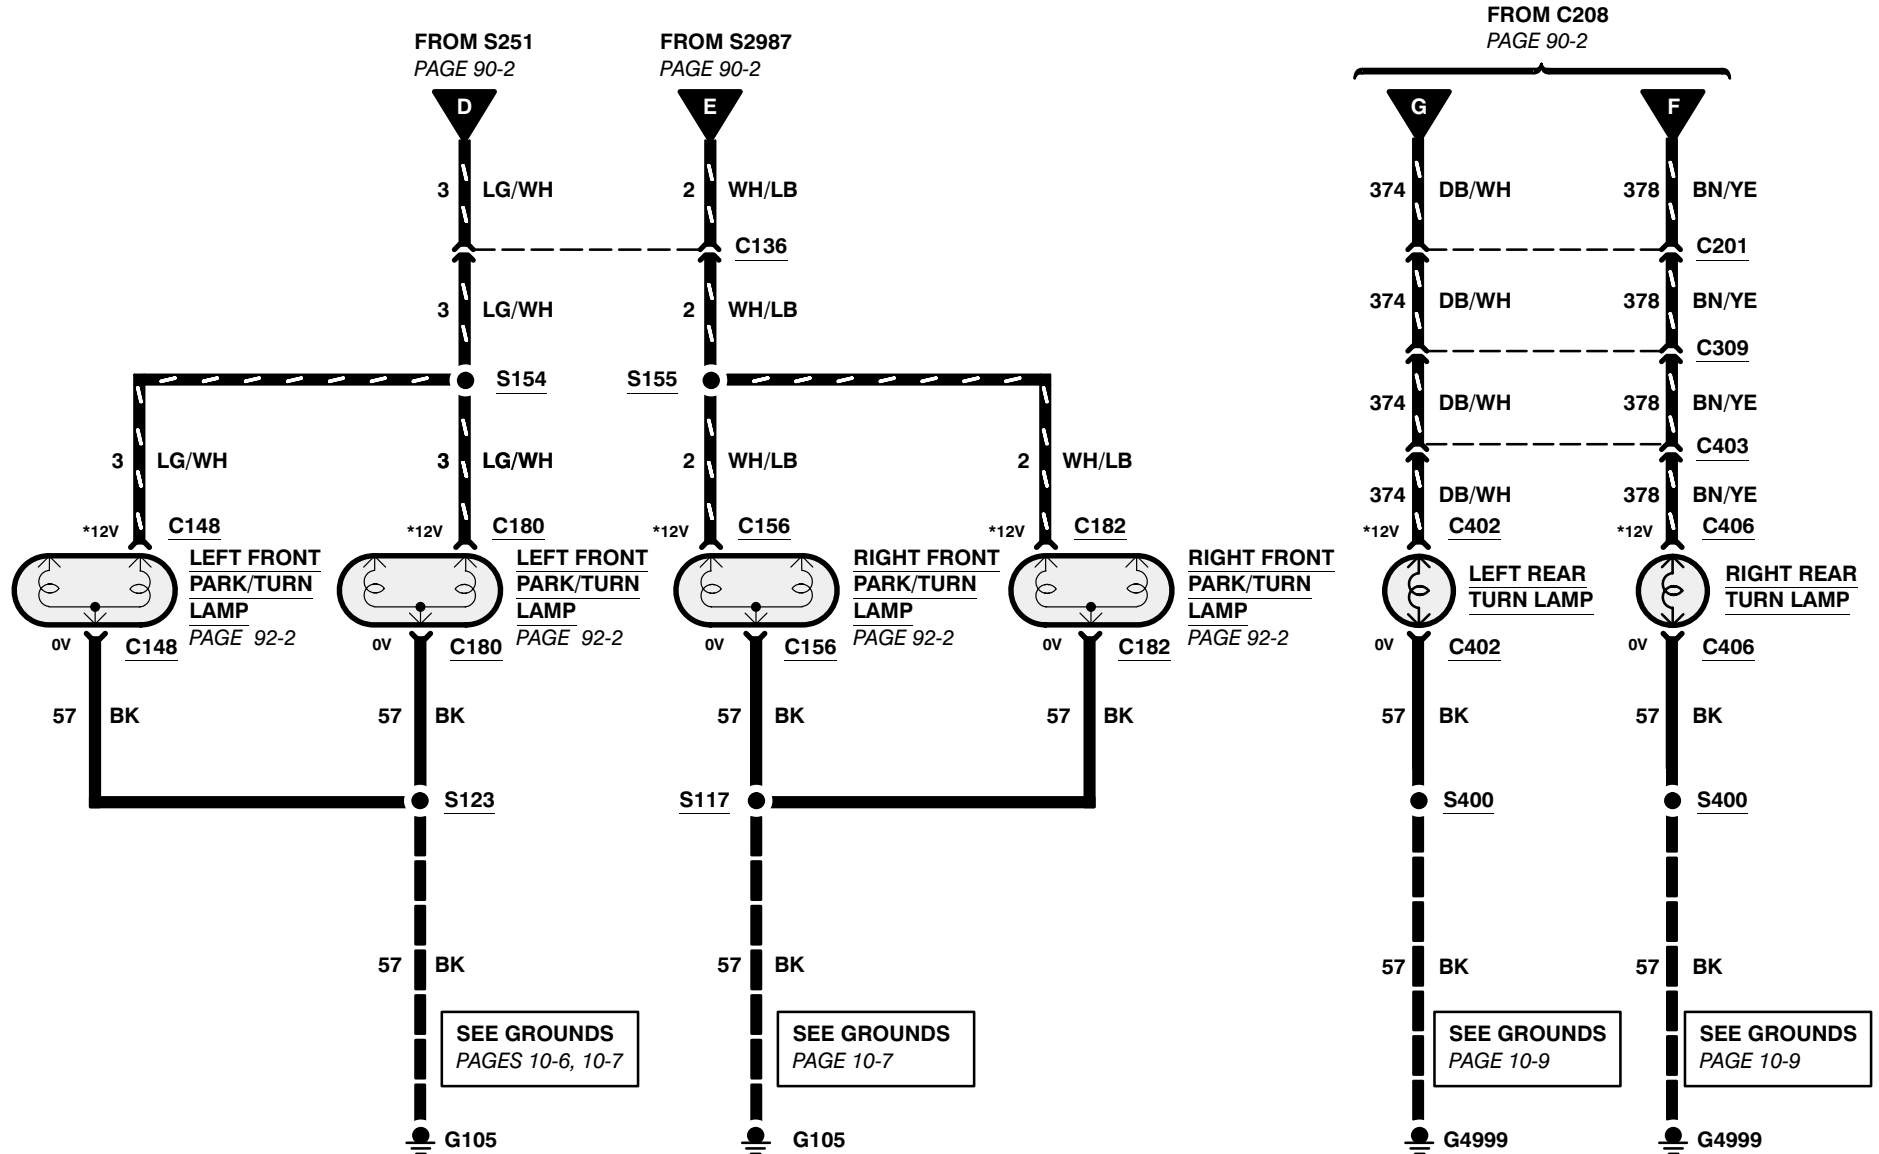 FROM C208
PAGE 90-2
FROM S251
PAGE 90-2
FROM S2987
PAGE 90-2
D
E
G
F
3 LG/WH
2 WH/LB
374 DB/WH
378 BN/YE
C136
C201
3 LG/WH
2 WH/LB
374 DB/WH
378 BN/YE
C309
S154
S155
374 DB/WH
378 BN/YE
C403
3 LG/WH
3 LG/WH
2 WH/LB
2 WH/LB
374 DB/WH
378 BN/YE
*12V C148
*12V C180
*12V C156
*12V C182
*12V C402
*12V C406
LEFT FRONT
PARK/TURN
LAMP
PAGE 92-2
LEFT FRONT
PARK/TURN
LAMP
PAGE 92-2
RIGHT FRONT
PARK/TURN
LAMP
PAGE 92-2
RIGHT FRONT
PARK/TURN
LAMP
PAGE 92-2
LEFT REAR
TURN LAMP
RIGHT REAR
TURN LAMP
0V C148
0V C180
0V C156
0V C182
0V C402
0V C406
57 BK
57 BK
57 BK
57 BK
57 BK
57 BK
S123
S117
S400
S400
57 BK
57 BK
57 BK
57 BK
SEE GROUNDS
PAGES 10-6, 10-7
SEE GROUNDS
PAGE 10-7
SEE GROUNDS
PAGE 10-9
SEE GROUNDS
PAGE 10-9
G105
G105
G4999
G4999